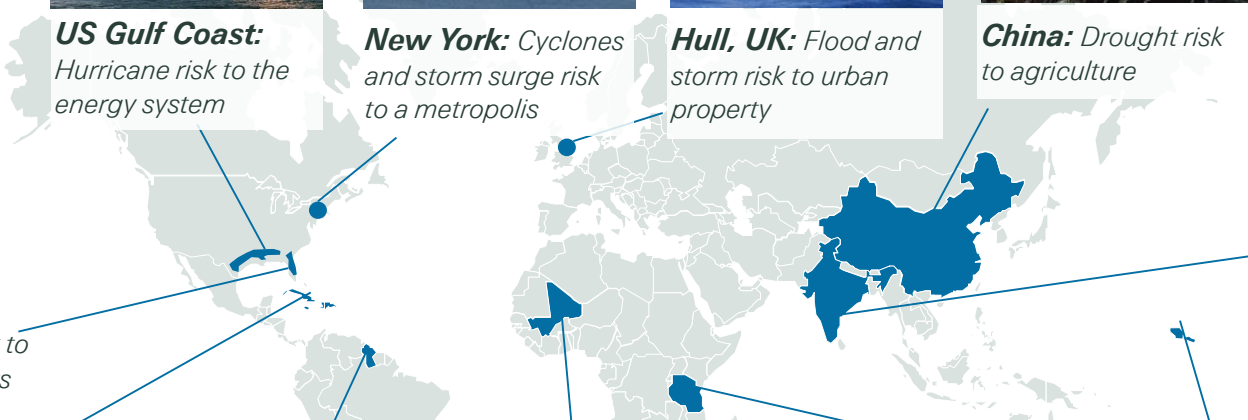 US Gulf Coast:
Hurricane risk to the
energy system
New York: Cyclones
and storm surge risk
to a metropolis
Hull, UK: Flood and
storm risk to urban
property
China: Drought risk
to agriculture
to
s